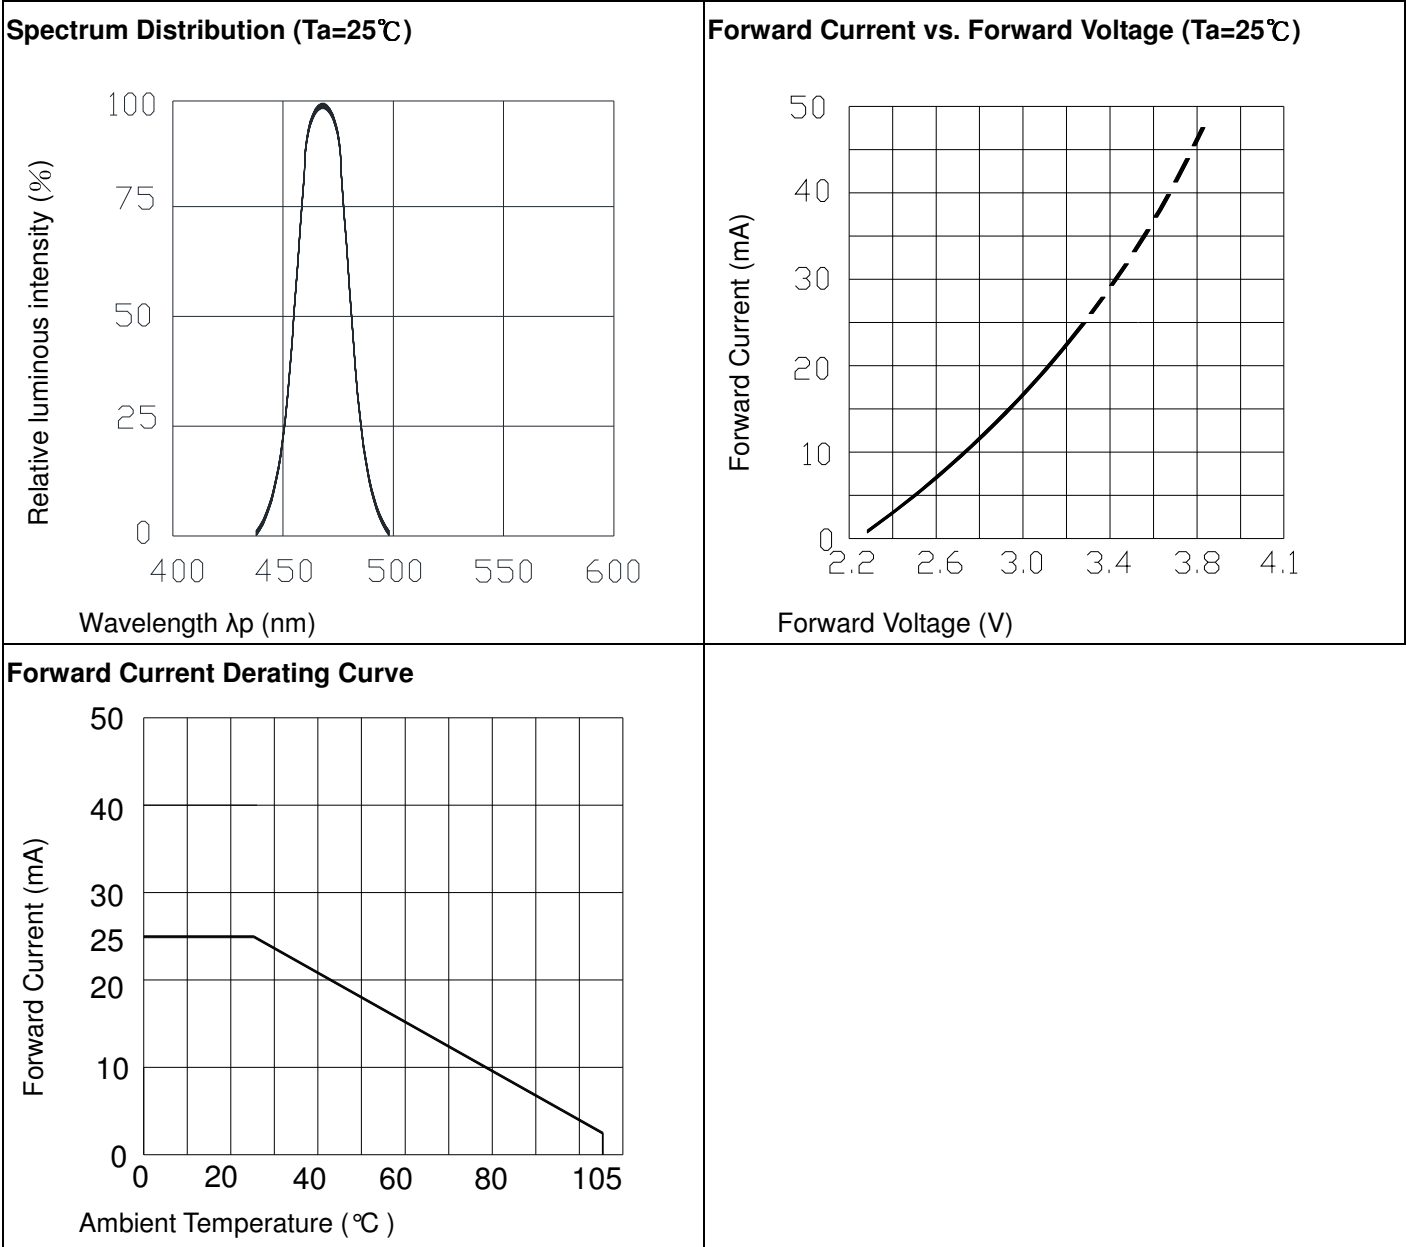 Spectrum Distribution (Ta=25℃)
100
75
50
25
0
400 450 500 550 600
Relative luminous intensity (%)
Wavelength λp (nm)
Forward Current vs. Forward Voltage (Ta=25℃)
50
40
30
20
10
0
2.2 2.6 3.0 3.4 3.8 4.1
Forward Current (mA)
Forward Voltage (V)
Forward Current Derating Curve
50
40
30
25
20
10
0
0 20 40 60 80 105
Forward Current (mA)
Ambient Temperature (℃ )